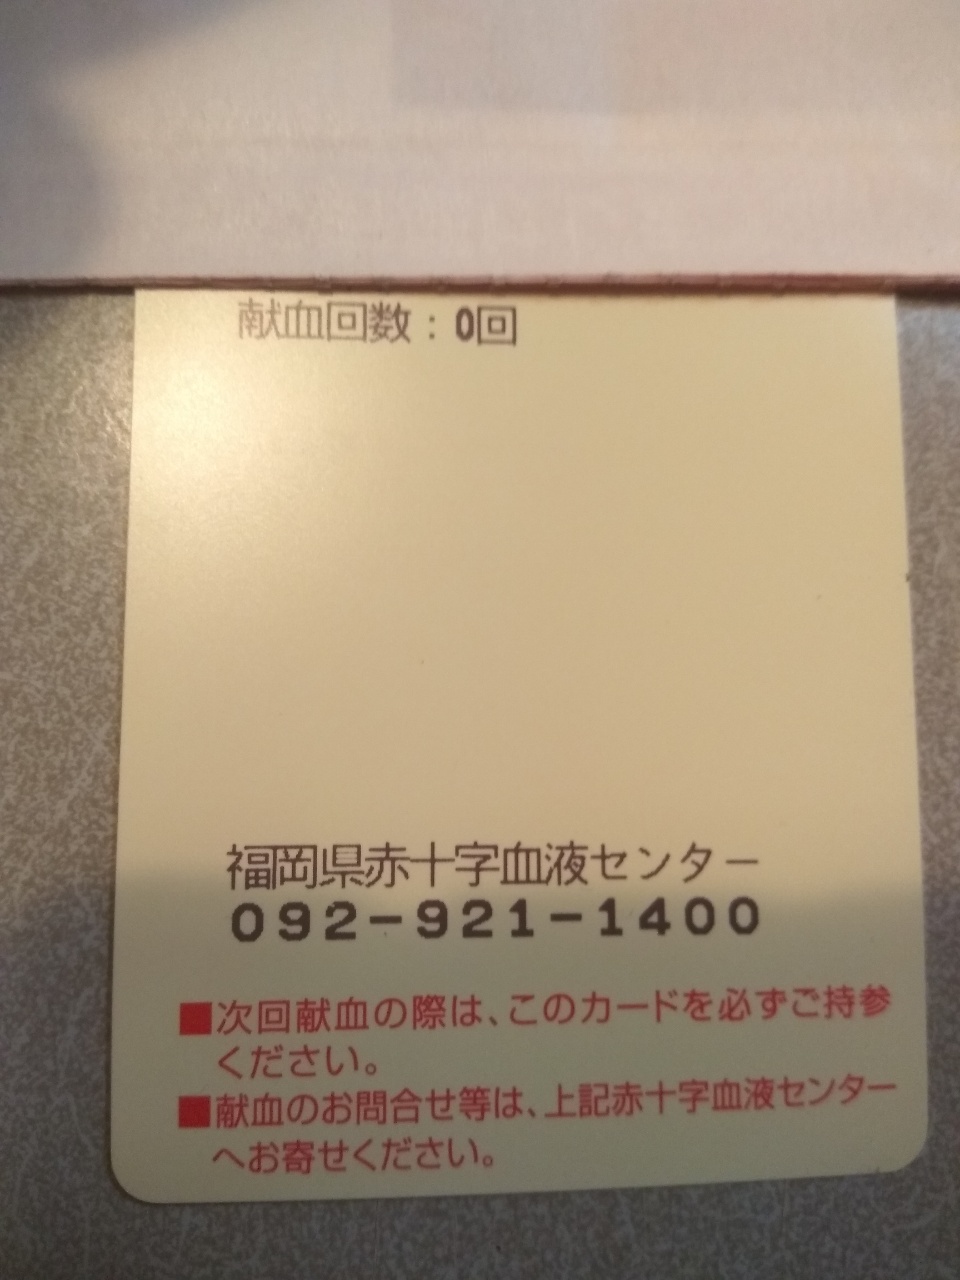 献血回数：0回
福岡県赤十字血液センター
092-921-1400
■次回献血の際は、このカードを必ずご持参
ください。
■献血のお問合せ等は、上記赤十字血液センター
へお寄せください。